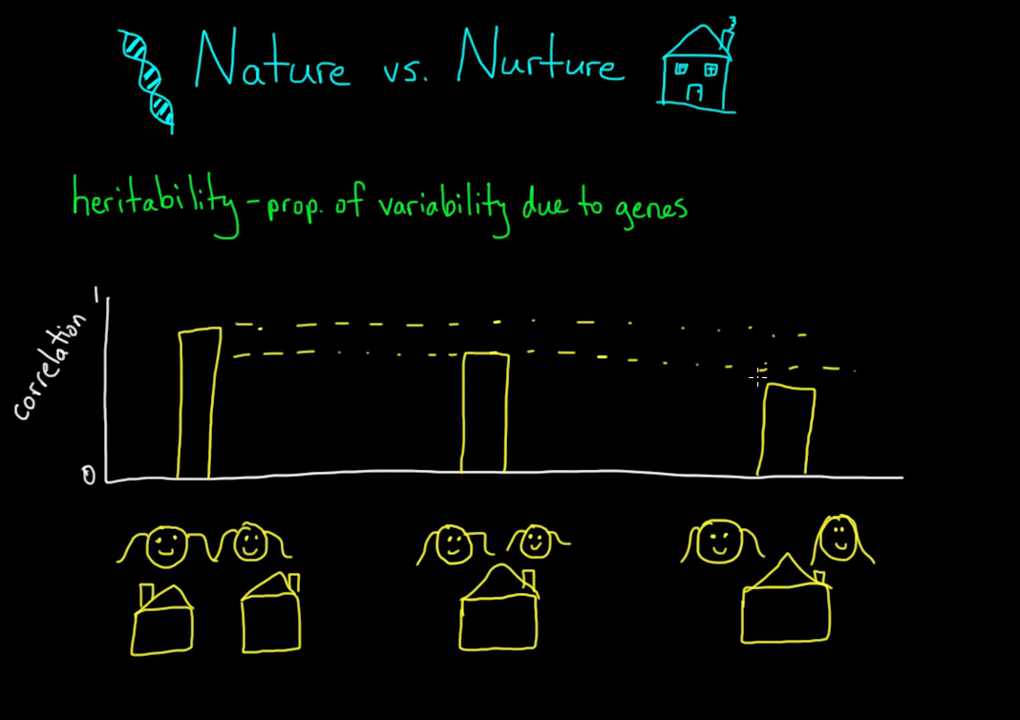 Nature vs. Nurture
heritability - prop. of variability due to genes
1
Correlation
0